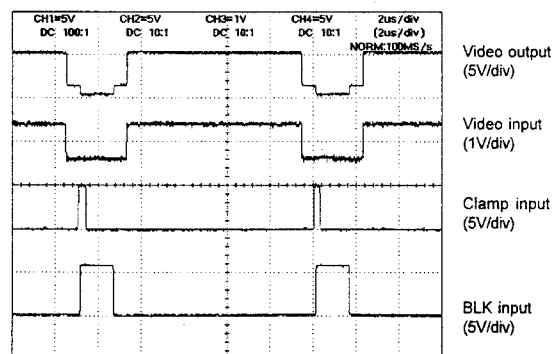 CH1=5V CH2=5V CH3=1V CH4=5V 2us/div
DC 100:1 DC 10:1 DC 10:1 DC 10:1 (2us/div)
NORM:100MS/s
Video output
(5V/div)
Video input
(1V/div)
Clamp input
(5V/div)
BLK input
(5V/div)